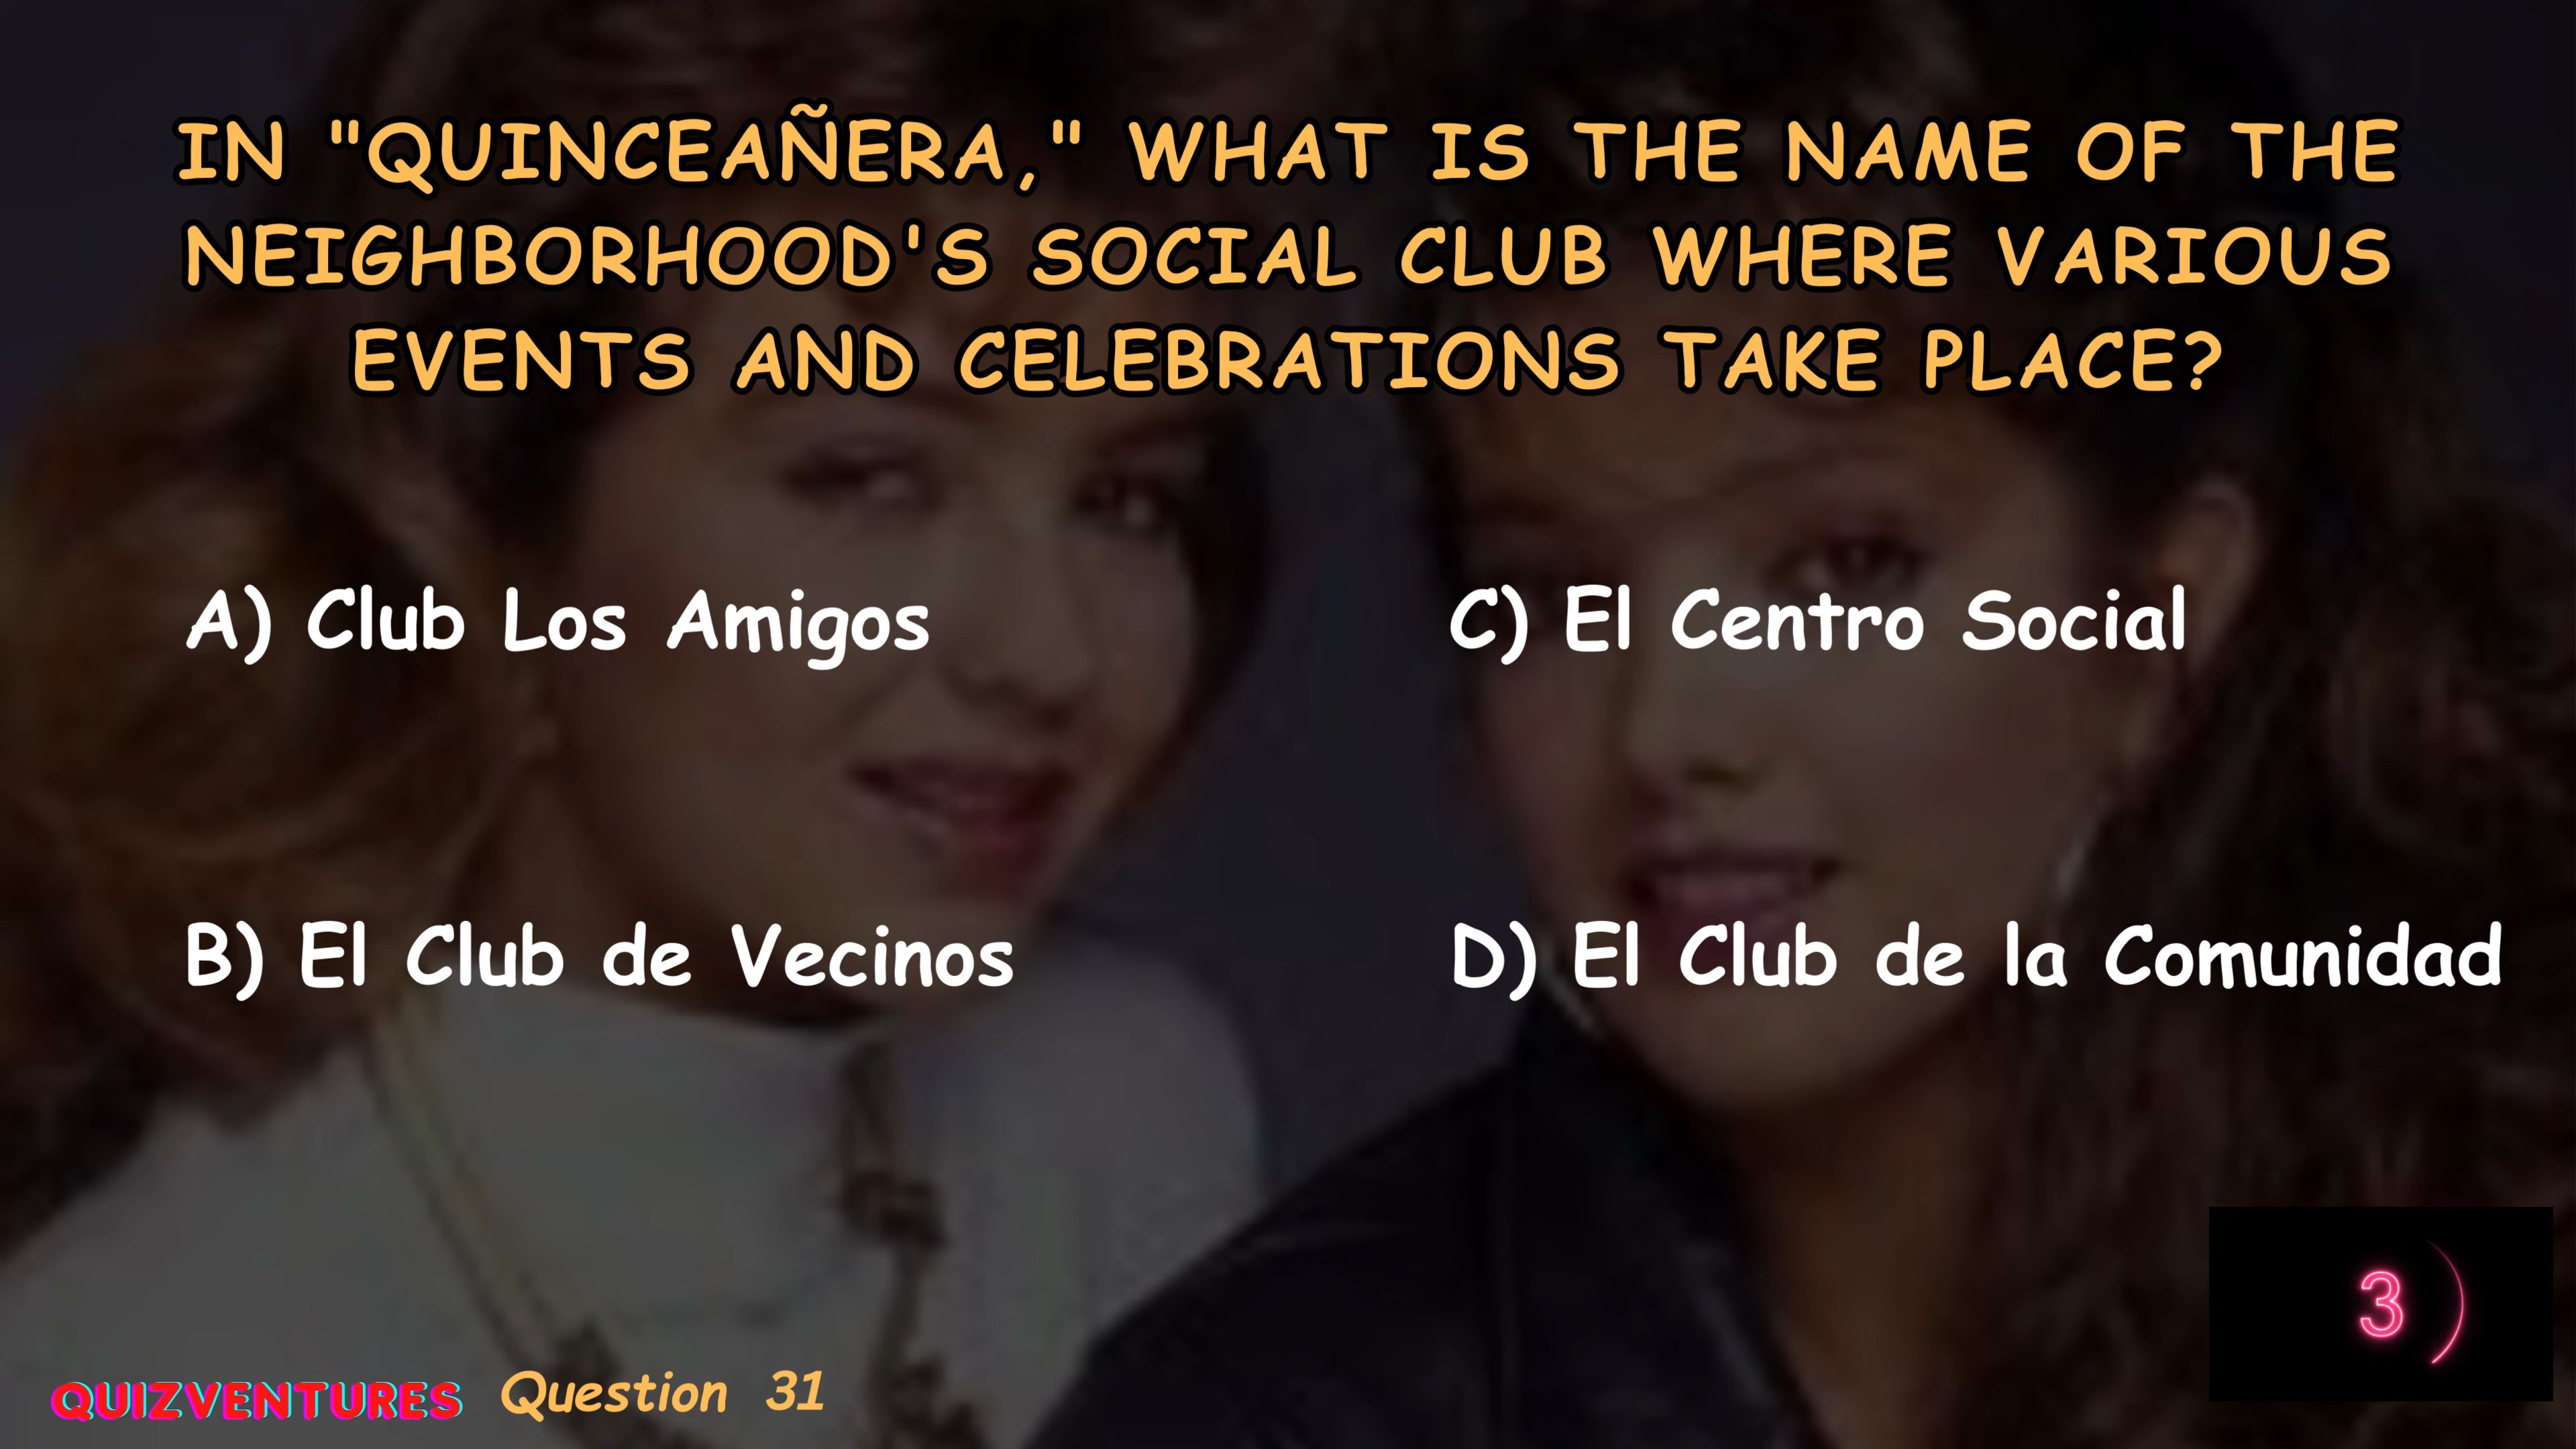 IN "QUINCEAÑERA," WHAT IS THE NAME OF THE
NEIGHBORHOOD'S SOCIAL CLUB WHERE VARIOUS
EVENTS AND CELEBRATIONS TAKE PLACE?
A) Club Los Amigos
C) El Centro Social
B) El Club de Vecinos
D) El Club de la Comunidad
3
QUIZVENTURES Question 31